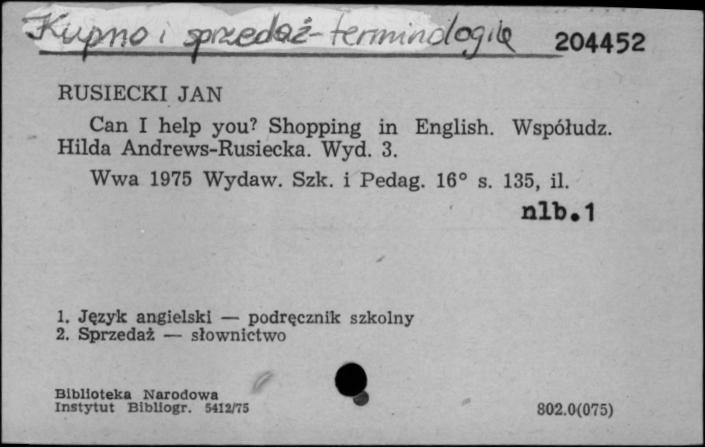 Kupno i sprzedaż - terminologię 204452
RUSIECKI JAN
Can I help you? Shopping in English. Współudz.
Hilda Andrews-Rusiecka. Wyd. 3.
Wwa 1975 Wydaw. Szk. i Pedag. 16° s. 135, il.
nlb.1
1. Język angielski — podręcznik szkolny
2. Sprzedaż — słownictwo
Biblioteka Narodowa
Instytut Bibliogr. 5412/75 802.0(075)